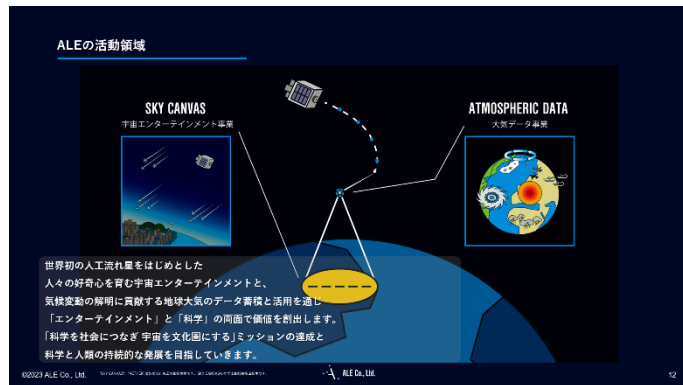 ALEの活動領域
SKY CANVAS
宇宙エンターテインメント事業
ATMOSPHERIC DATA
大気データ事業
世界初の人工流れ星をはじめとした
人々の好奇心を育む宇宙エンターテインメントと、
気候変動の解明に貢献する地球大気のデータ蓄積と活用を通じ
「エンターテインメント」と「科学」の両面で価値を創出します。
「科学を社会につなぎ 宇宙を文化圏にする」ミッションの達成と
科学と人類の持続的な発展を目指していきます。
©2023 ALE Co., Ltd.
ALE Co., Ltd.
12